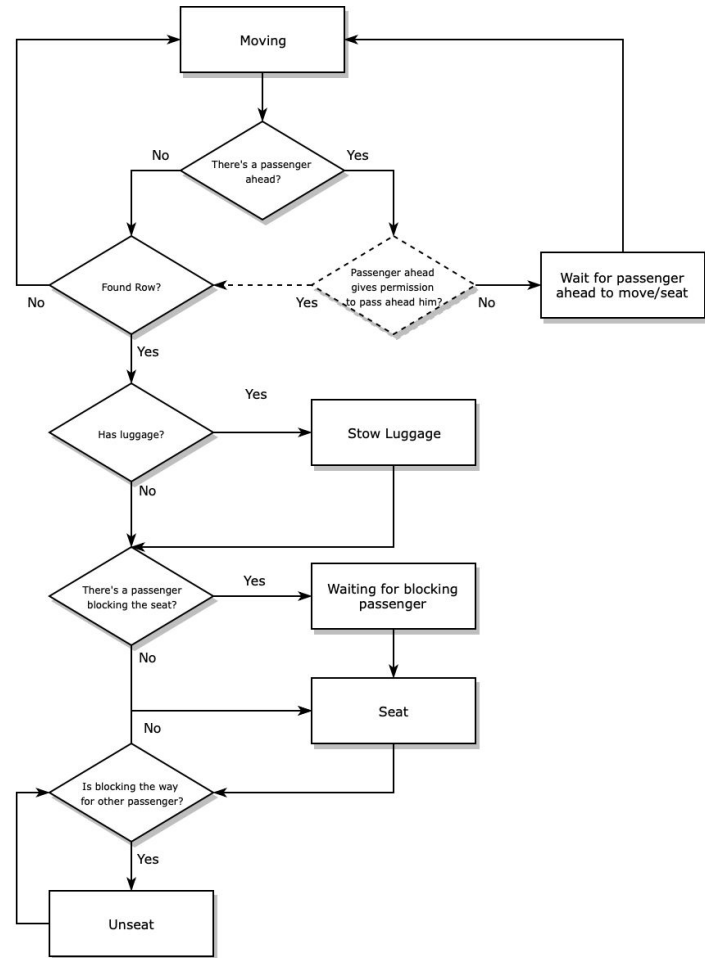 Moving
No
Yes
There's a passenger
ahead?
Found Row?
Passenger ahead
gives permission
to pass ahead him?
Wait for passenger
ahead to move/seat
No
Yes
No
Yes
Yes
Has luggage?
Stow Luggage
No
There's a passenger
blocking the seat?
Yes
Waiting for blocking
passenger
No
Seat
No
Is blocking the way
for other passenger?
Yes
Unseat